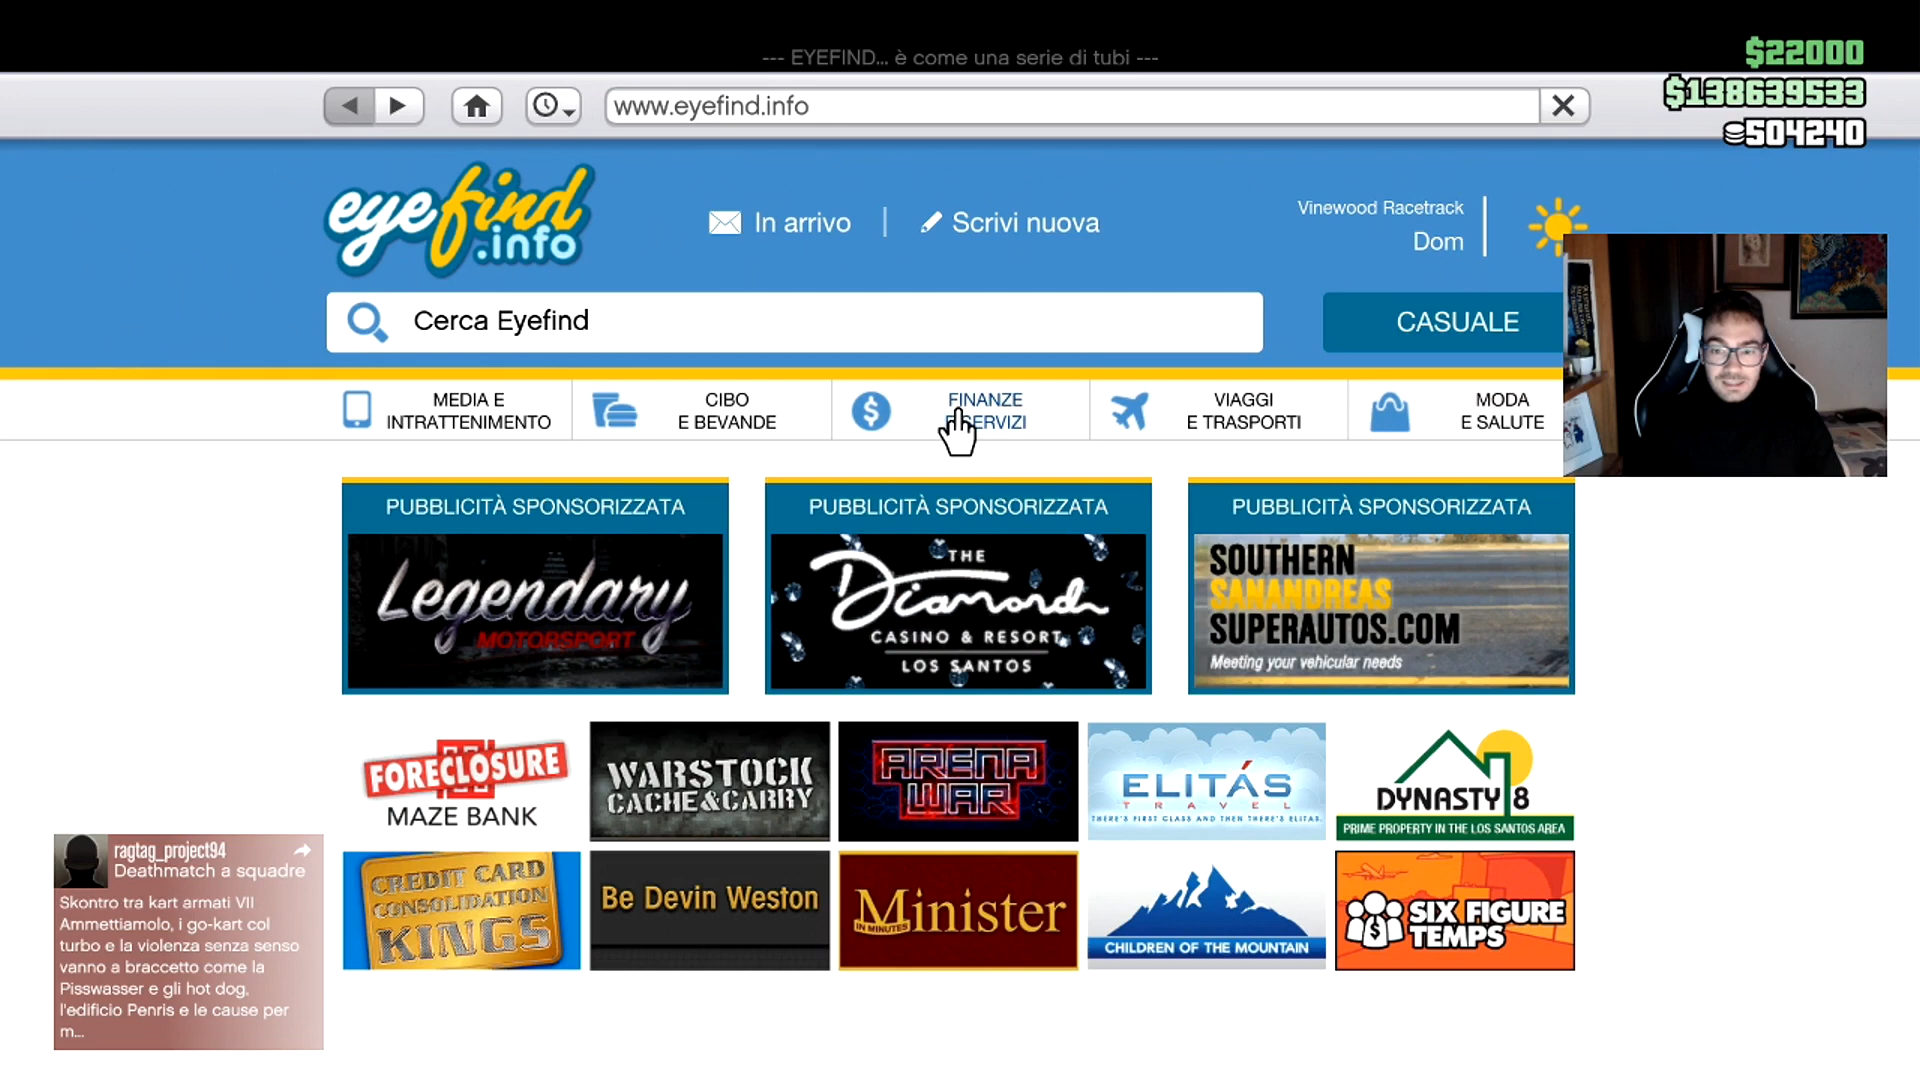 --- EYEFIND... è come una serie di tubi ---
$22000
$138639533
504240
www.eyefind.info
eyefind
.info
In arrivo
Scrivi nuova
Vinewood Racetrack
Dom
Cerca Eyefind
CASUALE
MEDIA E
INTRATTENIMENTO
CIBO
E BEVANDE
FINANZE
E SERVIZI
VIAGGI
E TRASPORTI
MODA
E SALUTE
PUBBLICITÀ SPONSORIZZATA
Legendary
MOTORSPORT
PUBBLICITÀ SPONSORIZZATA
THE
Diamond
CASINO & RESORT
LOS SANTOS
PUBBLICITÀ SPONSORIZZATA
SOUTHERN
SANANDREAS
SUPERAUTOS.COM
Meeting your vehicular needs
FORECLOSURE
MAZE BANK
WARSTOCK
CACHE&CARRY
ARENA
WAR
ELITÁS
TRAVEL
THERE'S FIRST CLASS AND THEN THERE'S ELITAS.
DYNASTY 8
PRIME PROPERTY IN THE LOS SANTOS AREA
CREDIT CARD
CONSOLIDATION
KINGS
Be Devin Weston
Minister
IN MINUTES
CHILDREN OF THE MOUNTAIN
SIX FIGURE
TEMPS
ragtag_project94
Deathmatch a squadre
Skontro tra kart armati VII
Ammettiamolo, i go-kart col
turbo e la violenza senza senso
vanno a braccetto come la
Pisswasser e gli hot dog,
l'edificio Penris e le cause per
m...